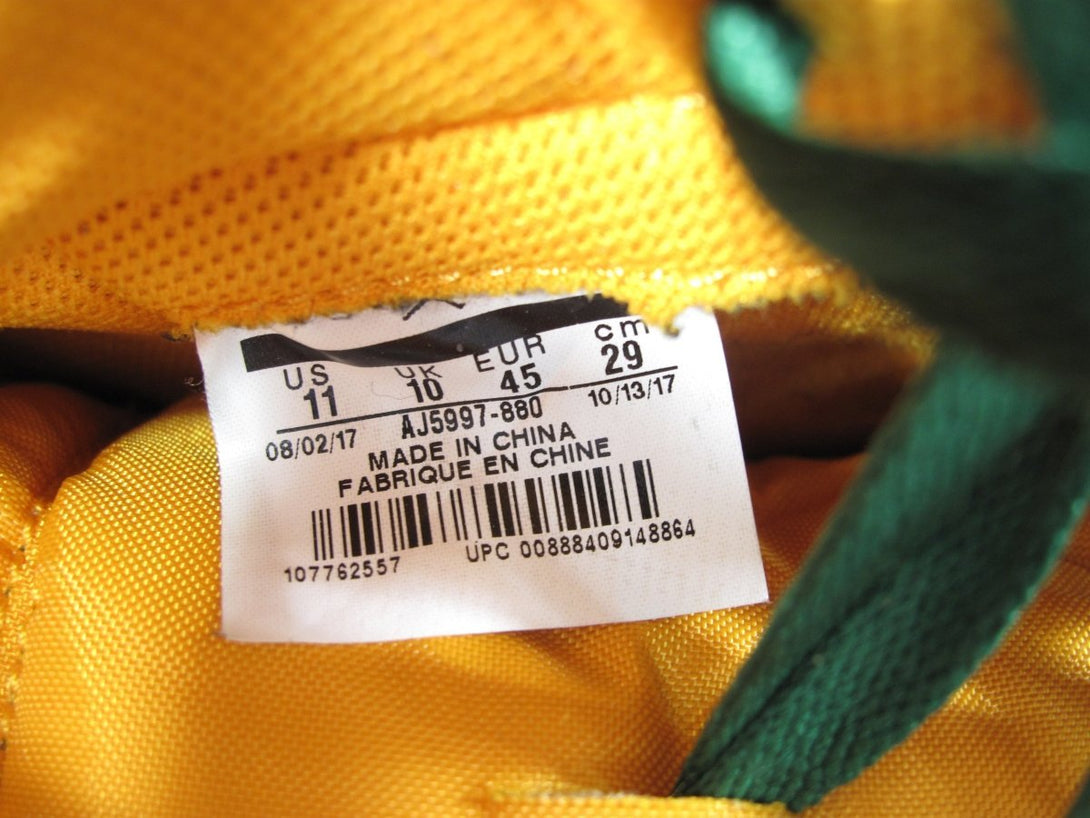 US UK EUR cm
11 10 45 29
08/02/17 AJ5997-880 10/13/17
MADE IN CHINA
FABRIQUE EN CHINE
107762557 UPC 00888409148864